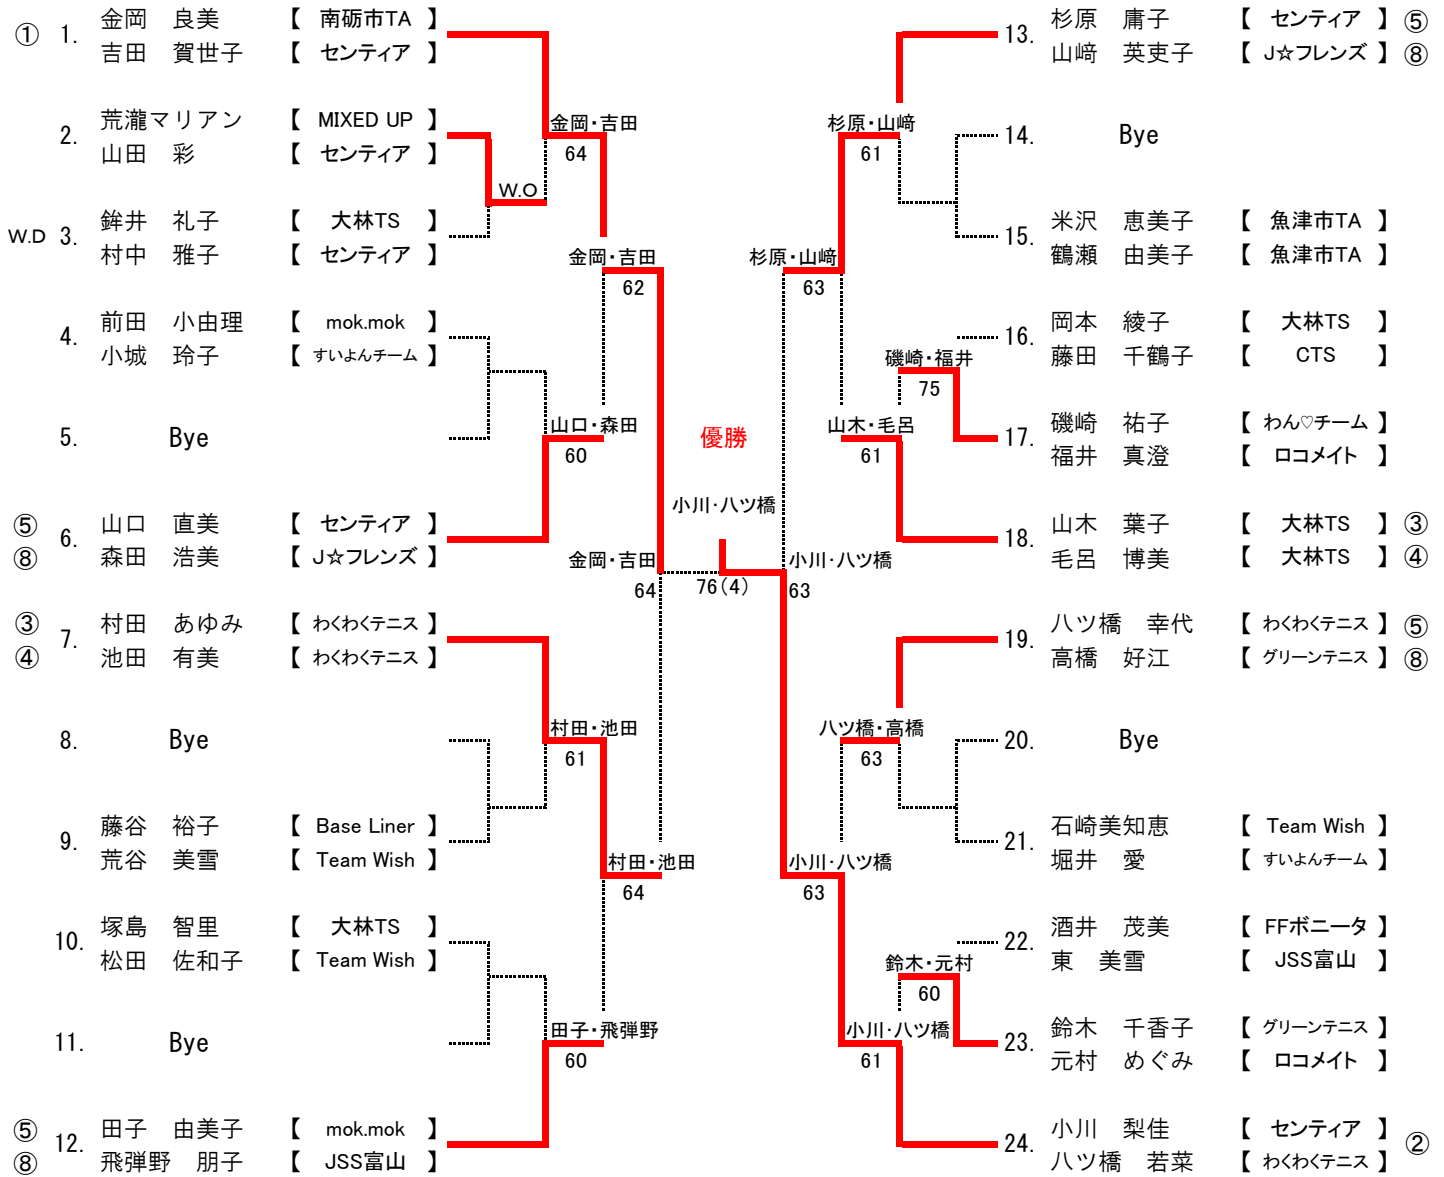 ① 1. 金岡 良美 【 南砺市TA 】
吉田 賀世子 【 センティア 】
2. 荒瀧マリアン 【 MIXED UP 】
山田 彩 【 センティア 】
W.D 3. 鉾井 礼子 【 大林TS 】
村中 雅子 【 センティア 】
4. 前田 小由理 【 mok.mok 】
小城 玲子 【 すいよんチーム 】
5. Bye
⑤ 6. 山口 直美 【 センティア 】
⑧ 森田 浩美 【 J☆フレンズ 】
③ 7. 村田 あゆみ 【 わくわくテニス 】
④ 池田 有美 【 わくわくテニス 】
8. Bye
9. 藤谷 裕子 【 Base Liner 】
荒谷 美雪 【 Team Wish 】
10. 塚島 智里 【 大林TS 】
松田 佐和子 【 Team Wish 】
11. Bye
⑤ 12. 田子 由美子 【 mok.mok 】
⑧ 飛弾野 朋子 【 JSS富山 】
W.O
金岡・吉田
64
山口・森田
60
村田・池田
61
田子・飛弾野
60
金岡・吉田
62
村田・池田
64
金岡・吉田
64
優勝
小川・八ツ橋
76(4)
小川・八ツ橋
63
杉原・山﨑
63
小川・八ツ橋
63
杉原・山﨑
61
山木・毛呂
61
八ツ橋・高橋
63
小川・八ツ橋
61
磯崎・福井
75
鈴木・元村
60
13. 杉原 庸子 【 センティア 】 ⑤
山﨑 英吏子 【 J☆フレンズ 】 ⑧
14. Bye
15. 米沢 恵美子 【 魚津市TA 】
鶴瀬 由美子 【 魚津市TA 】
16. 岡本 綾子 【 大林TS 】
藤田 千鶴子 【 CTS 】
17. 磯崎 祐子 【 わん♡チーム 】
福井 真澄 【 ロコメイト 】
18. 山木 葉子 【 大林TS 】 ③
毛呂 博美 【 大林TS 】 ④
19. 八ツ橋 幸代 【 わくわくテニス 】 ⑤
高橋 好江 【 グリーンテニス 】 ⑧
20. Bye
21. 石崎美知恵 【 Team Wish 】
堀井 愛 【 すいよんチーム 】
22. 酒井 茂美 【 FFボニータ 】
東 美雪 【 JSS富山 】
23. 鈴木 千香子 【 グリーンテニス 】
元村 めぐみ 【 ロコメイト 】
24. 小川 梨佳 【 センティア 】 ②
八ツ橋 若菜 【 わくわくテニス 】